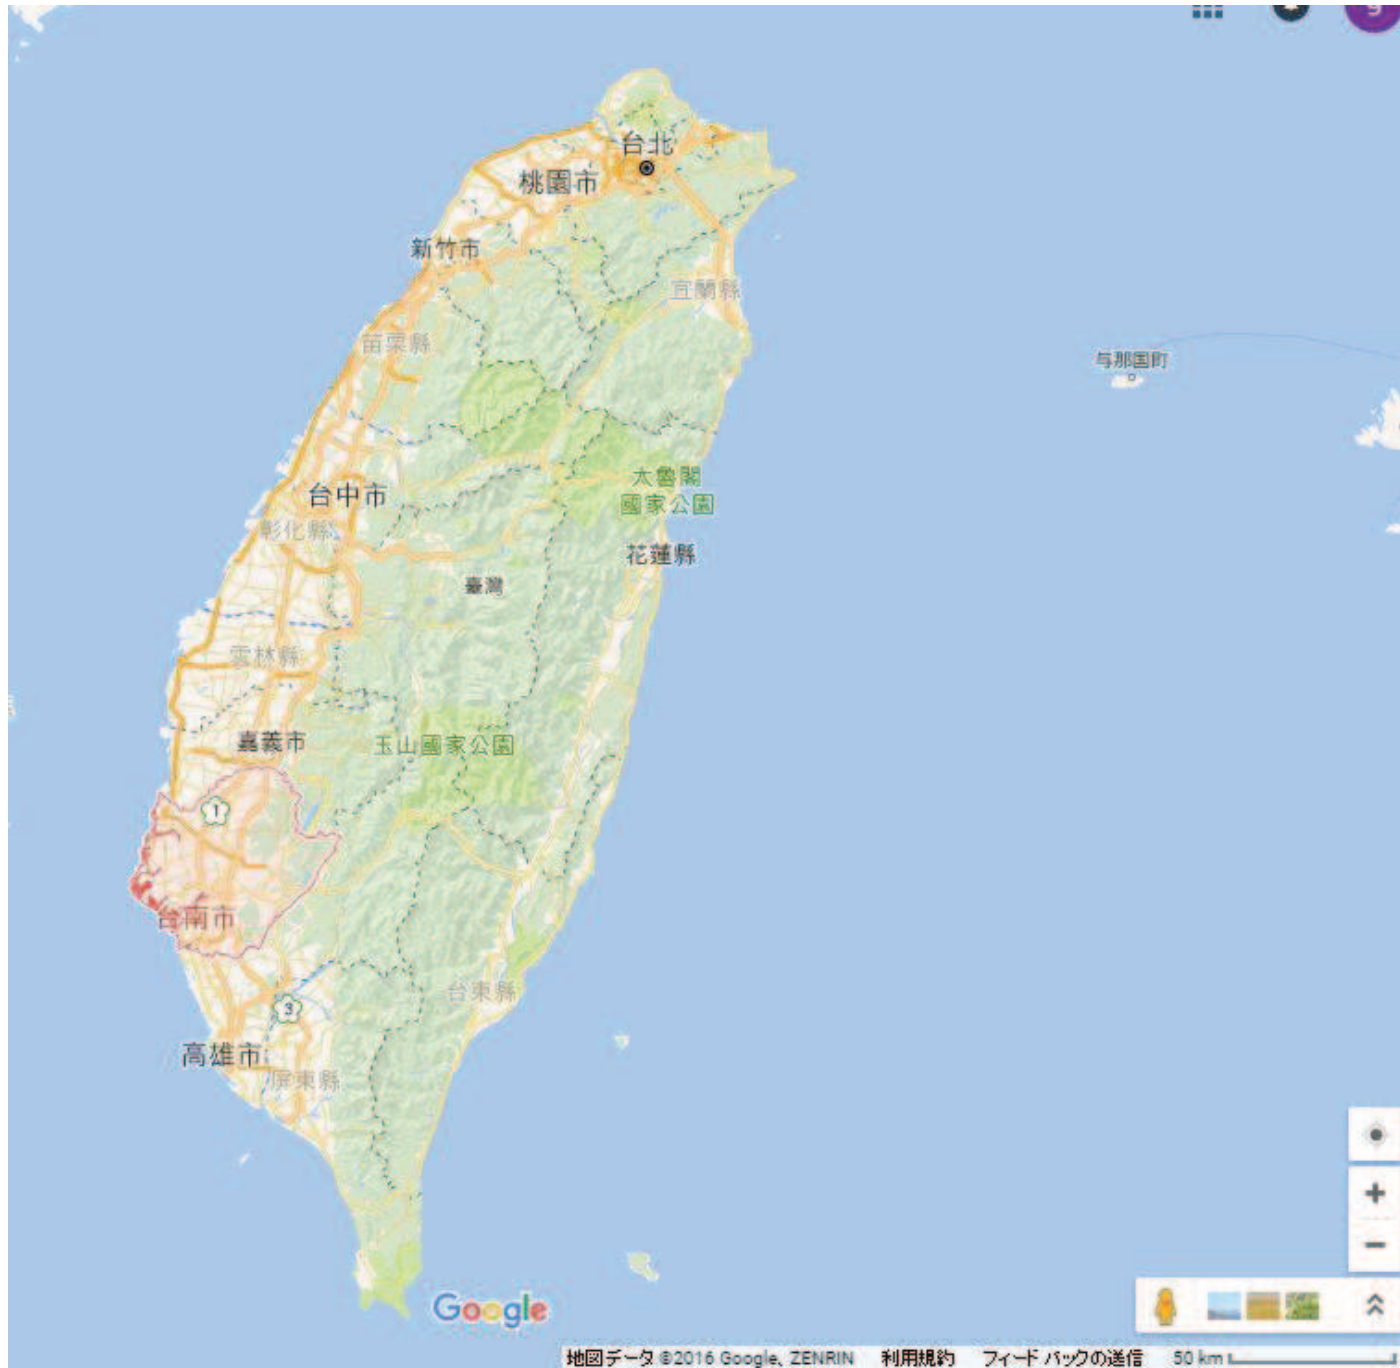 9
台北
桃園市
新竹市
宜蘭縣
苗栗縣
与那国町
太魯閣
國家公園
台中市
彰化縣
花蓮縣
臺灣
雲林縣
嘉義市
玉山國家公園
1
台南市
台東縣
3
高雄市
屏東縣
Google
地図データ ©2016 Google、ZENRIN 利用規約 フィードバックの送信 50 km